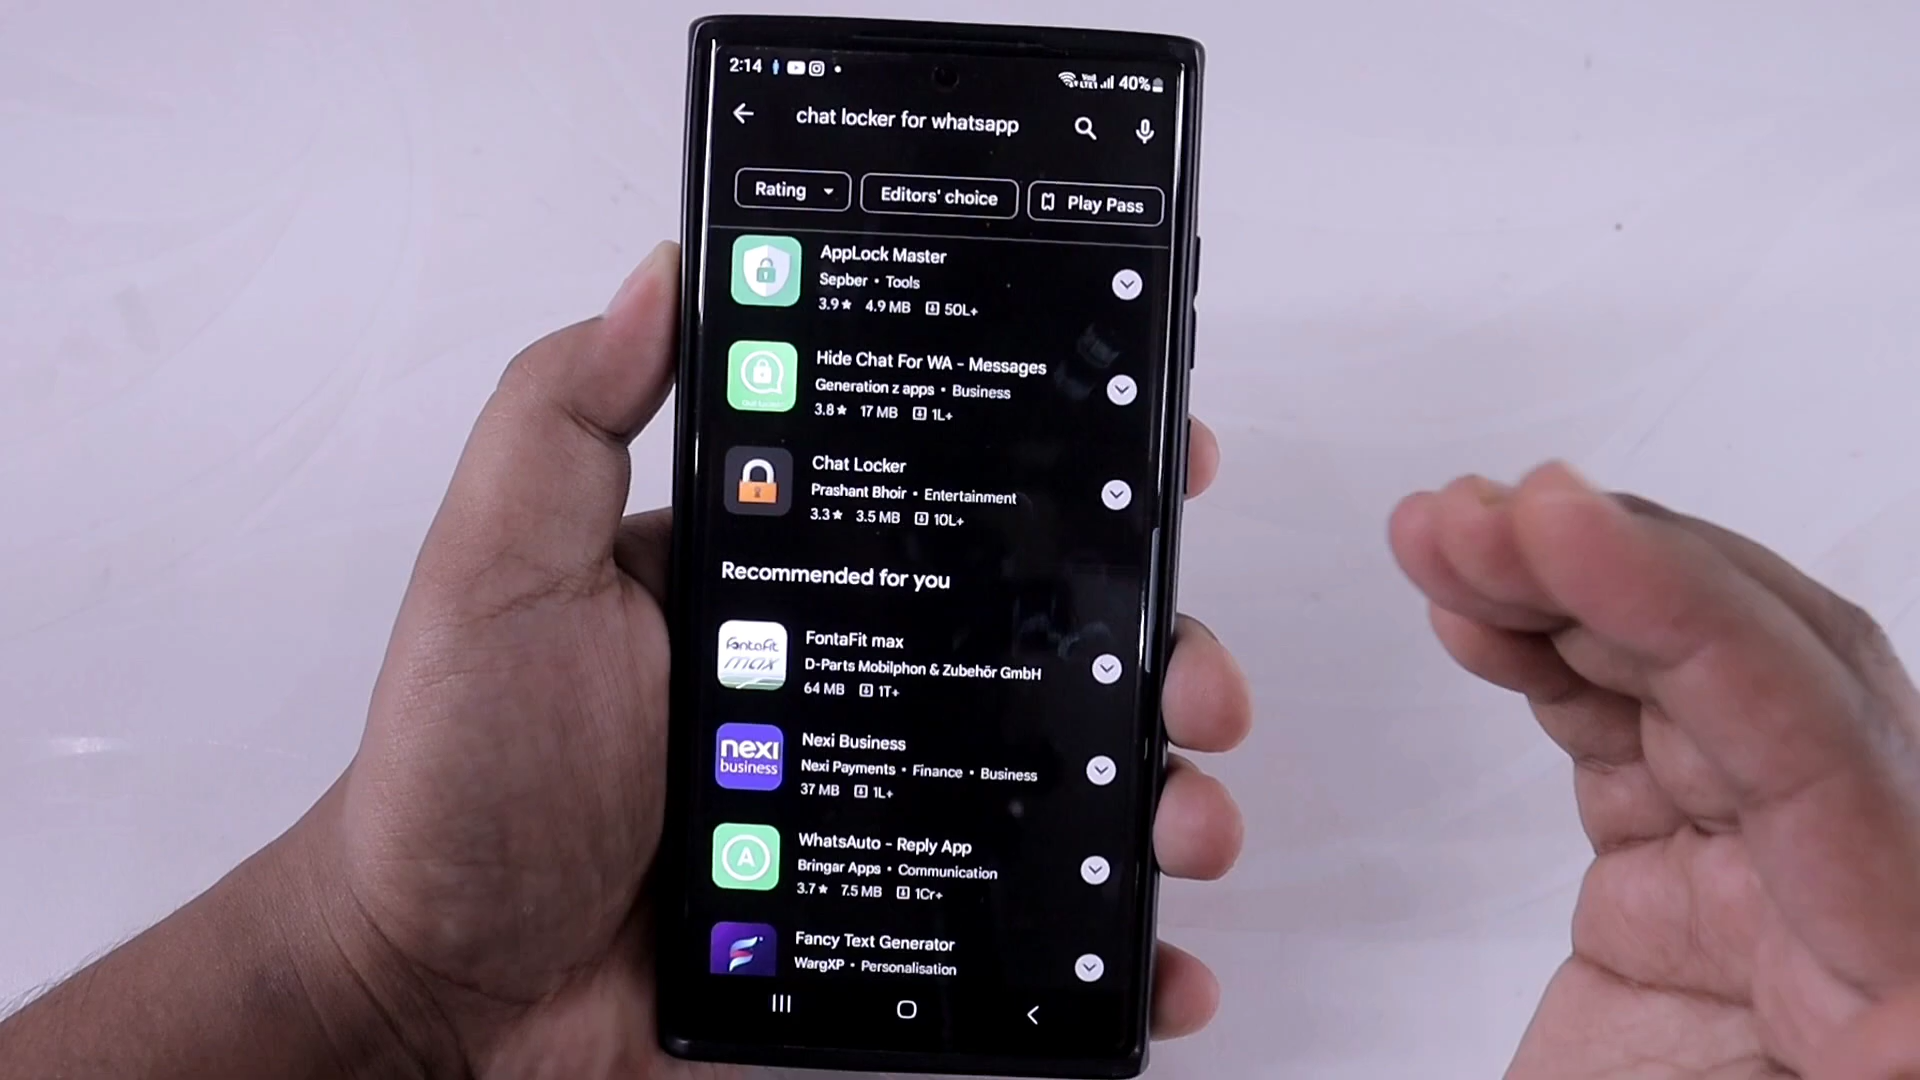 2:14
40%
chat locker for whatsapp
Rating
Editors' choice
Play Pass
AppLock Master
Sepber • Tools
3.9★ 4.9 MB 50L+
Hide Chat For WA - Messages
Generation z apps • Business
3.8★ 17 MB 1L+
Chat Locker
Prashant Bhoir • Entertainment
3.3★ 3.5 MB 10L+
Recommended for you
FontaFit max
FontaFit
max
D-Parts Mobilphon & Zubehör GmbH
64 MB 1T+
nexi
business
Nexi Business
Nexi Payments • Finance • Business
37 MB 1L+
A
WhatsAuto - Reply App
Bringar Apps • Communication
3.7★ 7.5 MB 1Cr+
Fancy Text Generator
WargXP • Personalisation